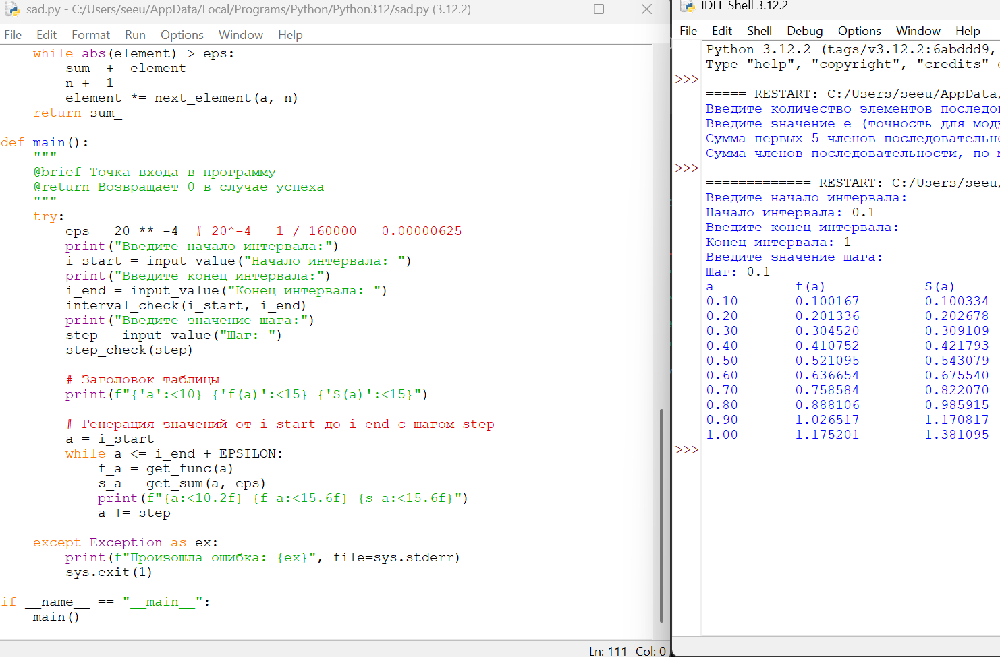 sad.py - C:/Users/seeu/AppData/Local/Programs/Python/Python312/sad.py (3.12.2)
File Edit Format Run Options Window Help
while abs(element) > eps:
sum_ += element
n += 1
element *= next_element(a, n)
return sum_
def main():
"""
@brief Точка входа в программу
@return Возвращает 0 в случае успеха
"""
try:
eps = 20 ** -4  # 20^-4 = 1 / 160000 = 0.00000625
print("Введите начало интервала:")
i_start = input_value("Начало интервала: ")
print("Введите конец интервала:")
i_end = input_value("Конец интервала: ")
interval_check(i_start, i_end)
print("Введите значение шага:")
step = input_value("Шаг: ")
step_check(step)
# Заголовок таблицы
print(f"{'a':<10} {'f(a)':<15} {'S(a)':<15}")
# Генерация значений от i_start до i_end с шагом step
a = i_start
while a <= i_end + EPSILON:
f_a = get_func(a)
s_a = get_sum(a, eps)
print(f"{a:<10.2f} {f_a:<15.6f} {s_a:<15.6f}")
a += step
except Exception as ex:
print(f"Произошла ошибка: {ex}", file=sys.stderr)
sys.exit(1)
if __name__ == "__main__":
main()
Ln: 111 Col: 0
IDLE Shell 3.12.2
File Edit Shell Debug Options Window Help
Python 3.12.2 (tags/v3.12.2:6abddd9,
Type "help", "copyright", "credits"
>>>
===== RESTART: C:/Users/seeu/AppData/
Введите количество элементов последо
Введите значение e (точность для мод
Сумма первых 5 членов последовательн
Сумма членов последовательности, по
>>>
============= RESTART: C:/Users/seeu/
Введите начало интервала:
Начало интервала: 0.1
Введите конец интервала:
Конец интервала: 1
Введите значение шага:
Шаг: 0.1
a f(a) S(a)
0.10 0.100167 0.100334
0.20 0.201336 0.202678
0.30 0.304520 0.309109
0.40 0.410752 0.421793
0.50 0.521095 0.543079
0.60 0.636654 0.675540
0.70 0.758584 0.822070
0.80 0.888106 0.985915
0.90 1.026517 1.170817
1.00 1.175201 1.381095
>>>